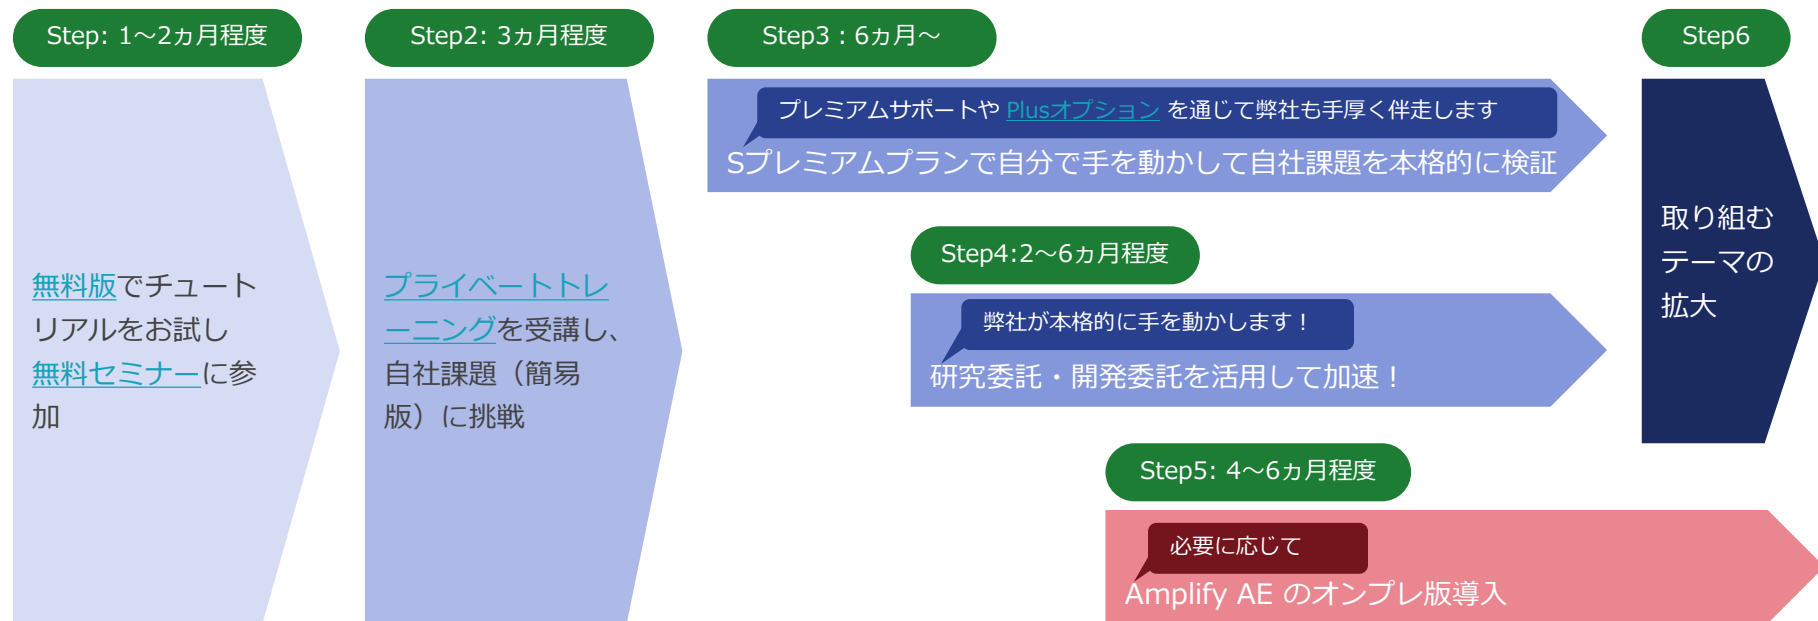 Step: 1～2ヵ月程度
無料版でチュート
リアルをお試し
無料セミナーに参
加
Step2: 3ヵ月程度
プライベートトレ
ーニングを受講し、
自社課題（簡易
版）に挑戦
Step3：6ヵ月～
プレミアムサポートや Plusオプション を通じて弊社も手厚く伴走します
Sプレミアムプランで自分で手を動かして自社課題を本格的に検証
Step4:2～6ヵ月程度
弊社が本格的に手を動かします！
研究委託・開発委託を活用して加速！
Step5: 4～6ヵ月程度
必要に応じて
Amplify AE のオンプレ版導入
Step6
取り組む
テーマの
拡大